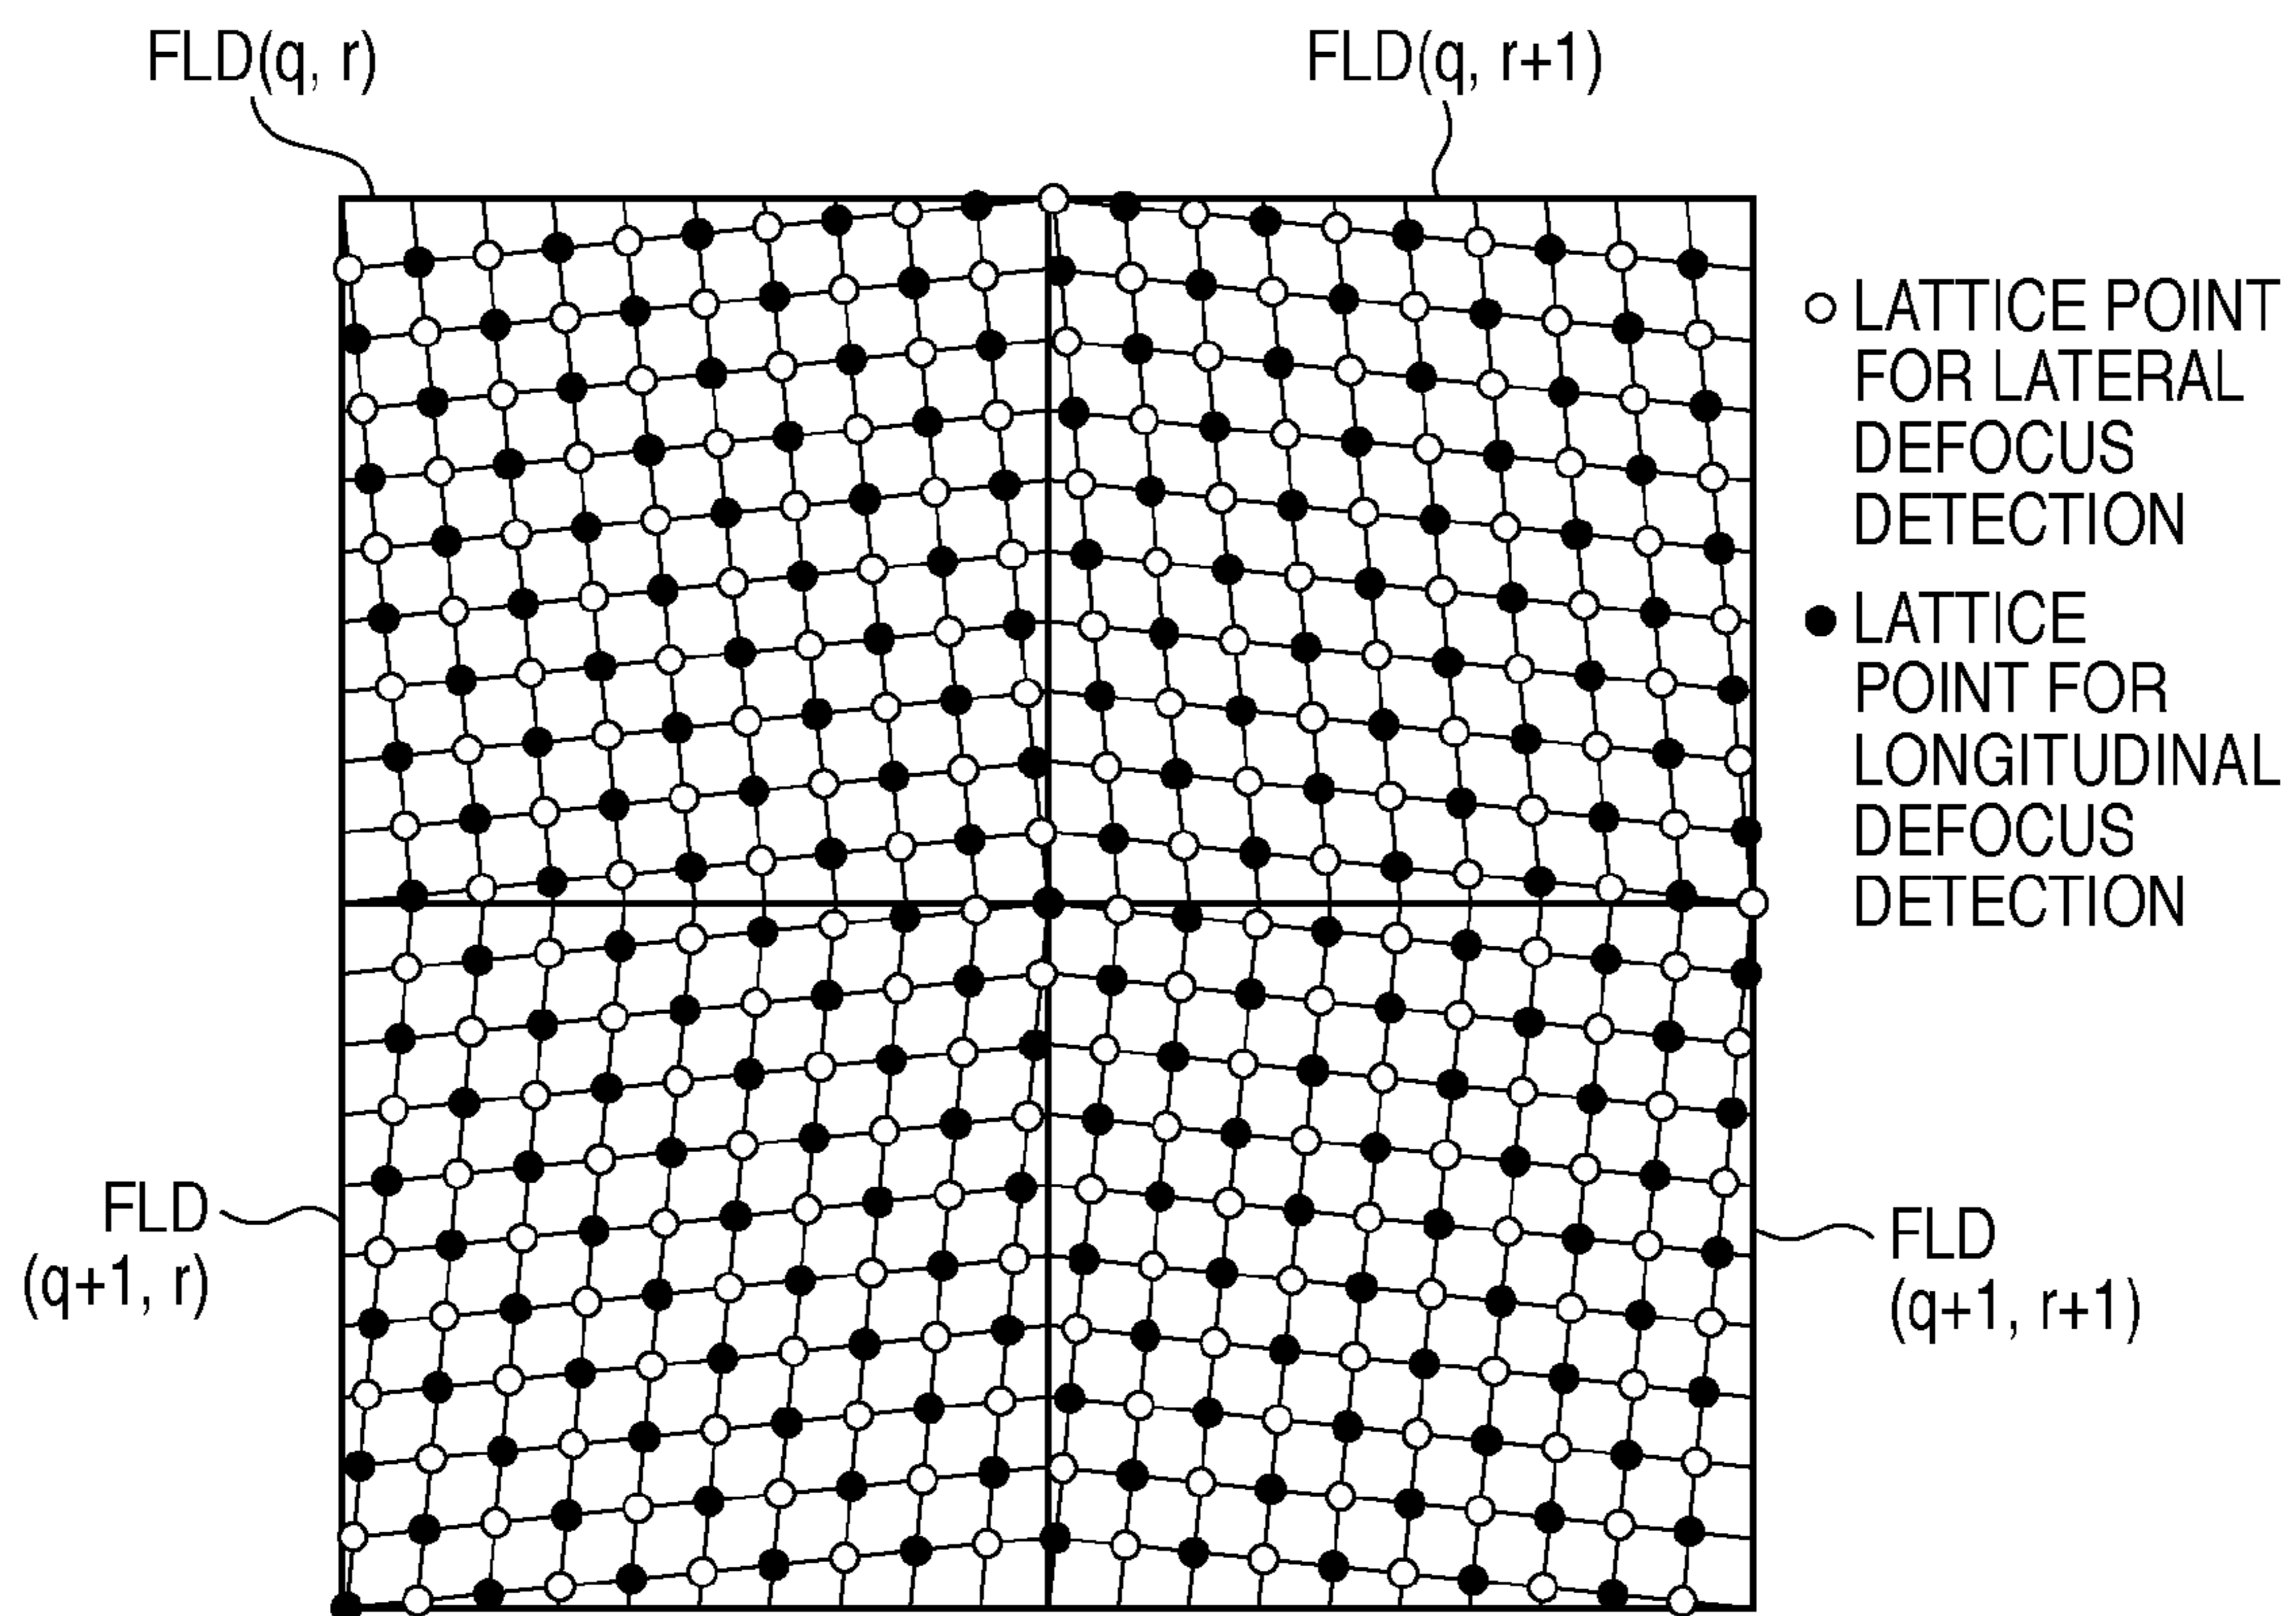 FLD(q, r)
FLD(q, r+1)
LATTICE POINT
FOR LATERAL
DEFOCUS
DETECTION
LATTICE
POINT FOR
LONGITUDINAL
DEFOCUS
DETECTION
FLD
(q+1, r)
FLD
(q+1, r+1)